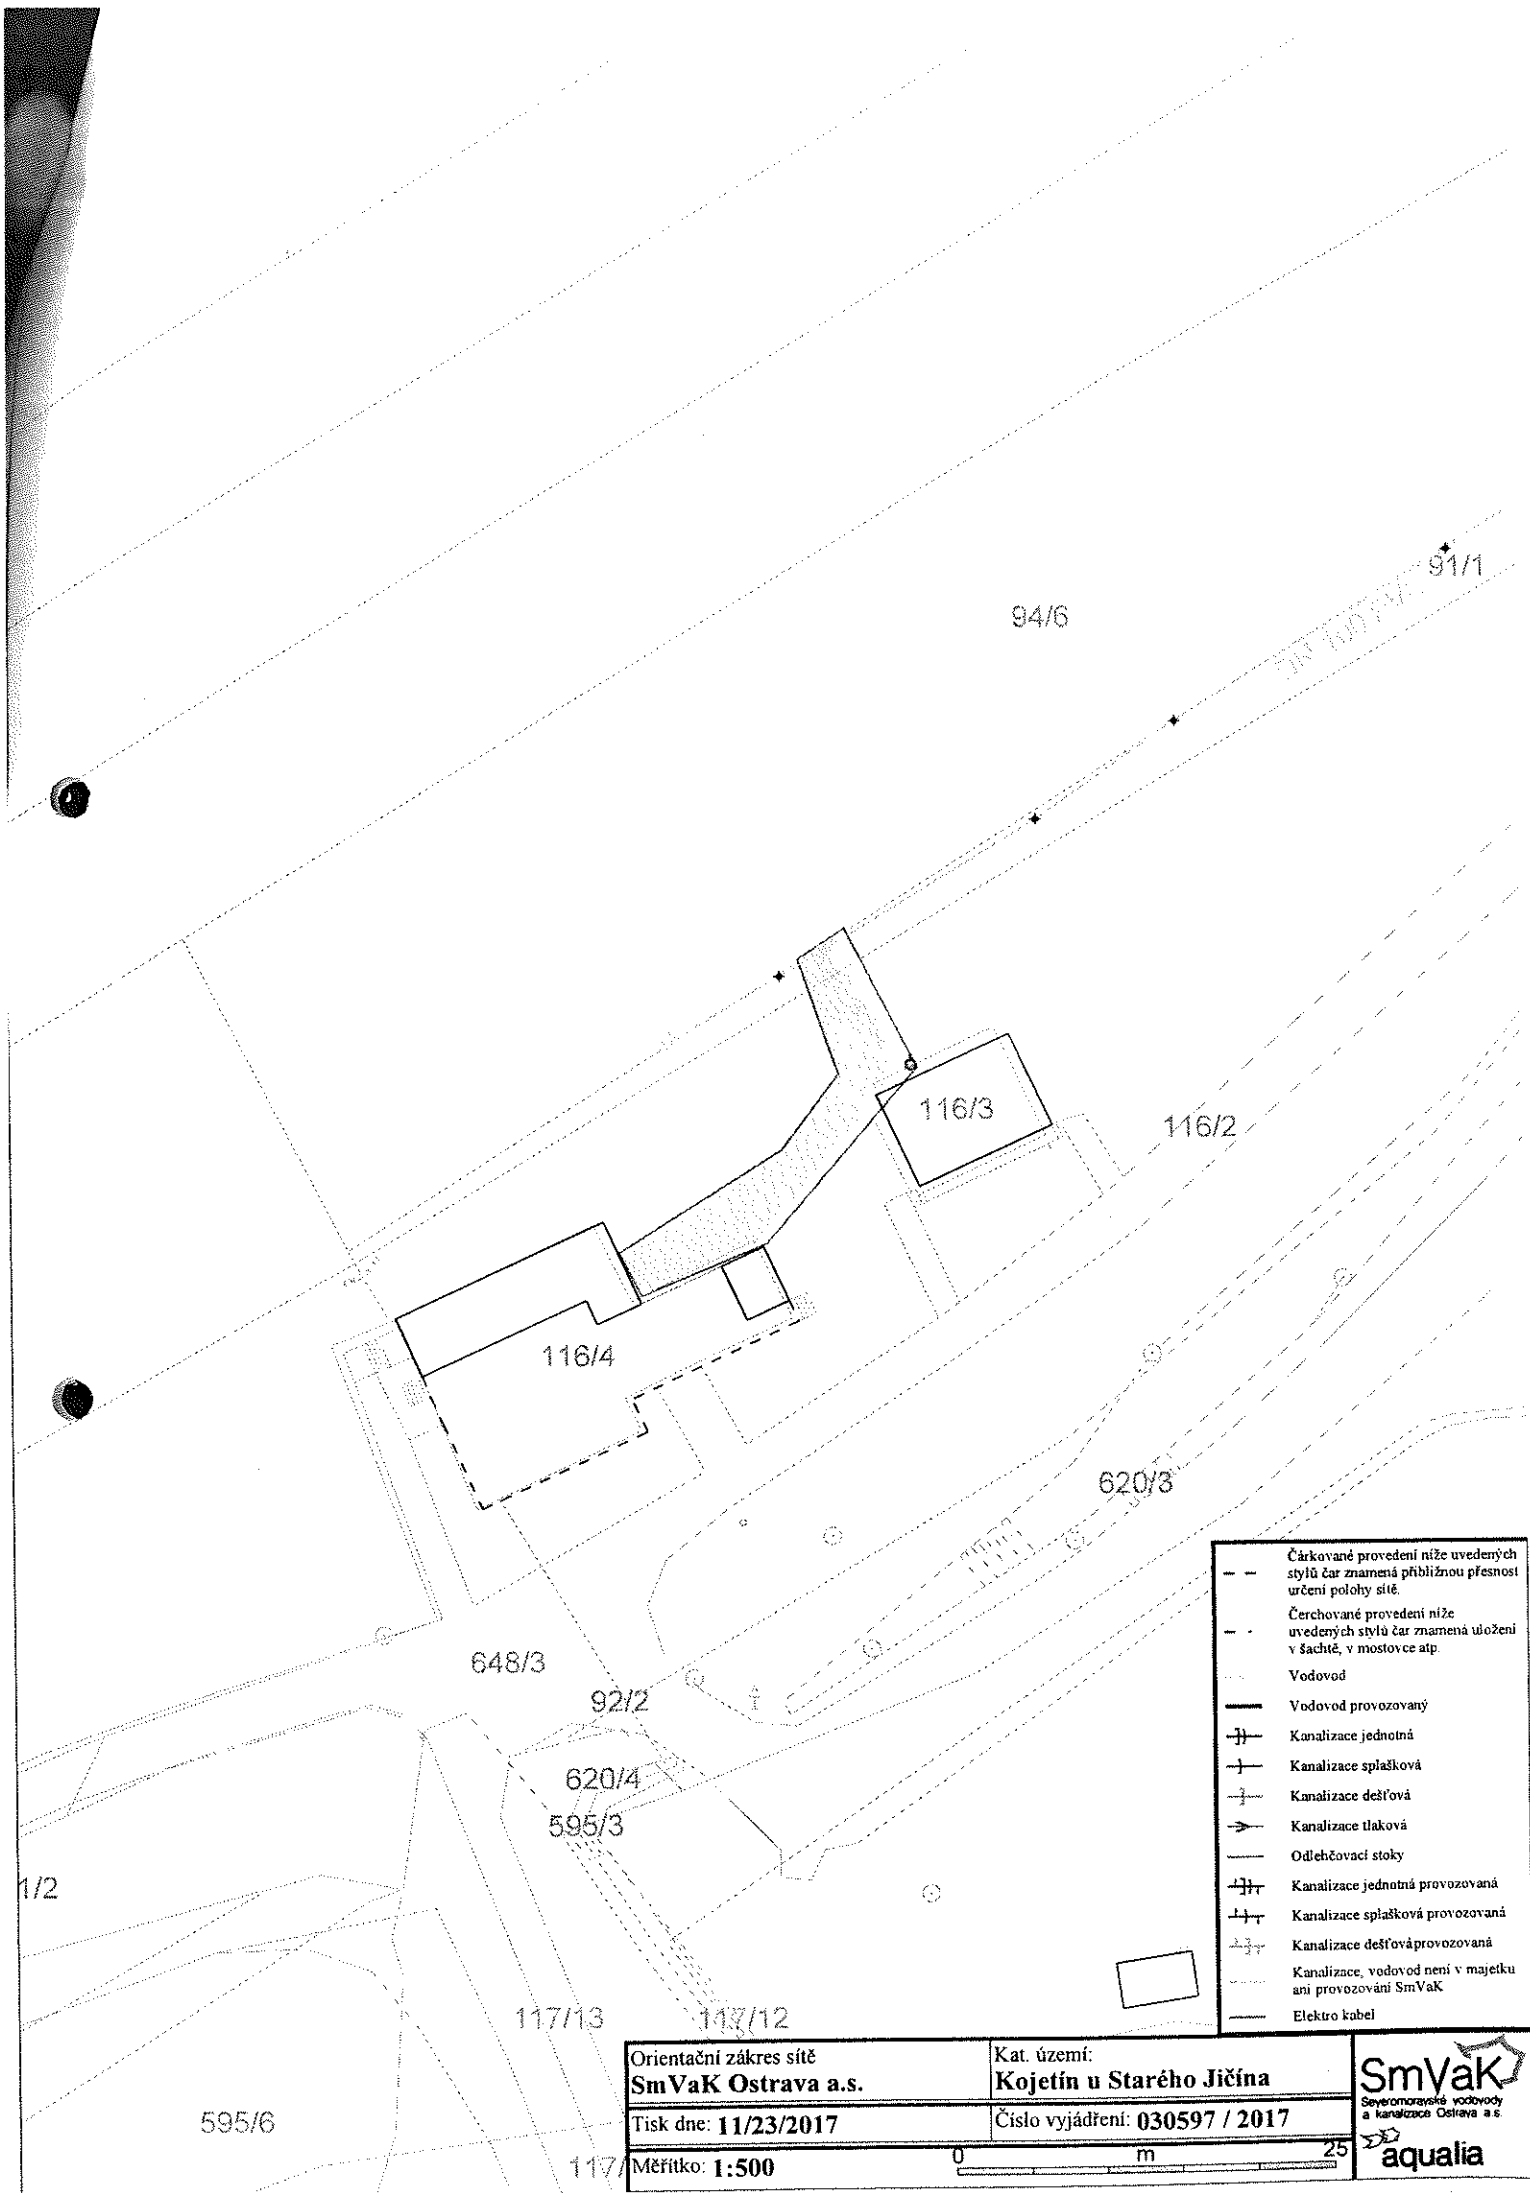 91/1
94/6
116/3
116/2
116/4
620/3
648/3
92/2
620/4
595/3
1/2
117/13
117/12
595/6
117/
Čárkované provedení níže uvedených
stylů čar znamená přibližnou přesnost
určení polohy sítě.
Čerchované provedení níže
uvedených stylů čar znamená uložení
v šachtě, v mostovce atp.
Vodovod
Vodovod provozovaný
Kanalizace jednotná
Kanalizace splašková
Kanalizace dešťová
Kanalizace tlaková
Odlehčovací stoky
Kanalizace jednotná provozovaná
Kanalizace splašková provozovaná
Kanalizace dešťováprovozovaná
Kanalizace, vodovod není v majetku
ani provozování SmVaK
Elektro kabel
Orientační zákres sítě
SmVaK Ostrava a.s.
Kat. území:
Kojetín u Starého Jičína
Tisk dne: 11/23/2017
Číslo vyjádření: 030597 / 2017
Měřítko: 1:500
0 m 25
SmVaK
Severomoravské vodovody
a kanalizace Ostrava a.s.
aqualia